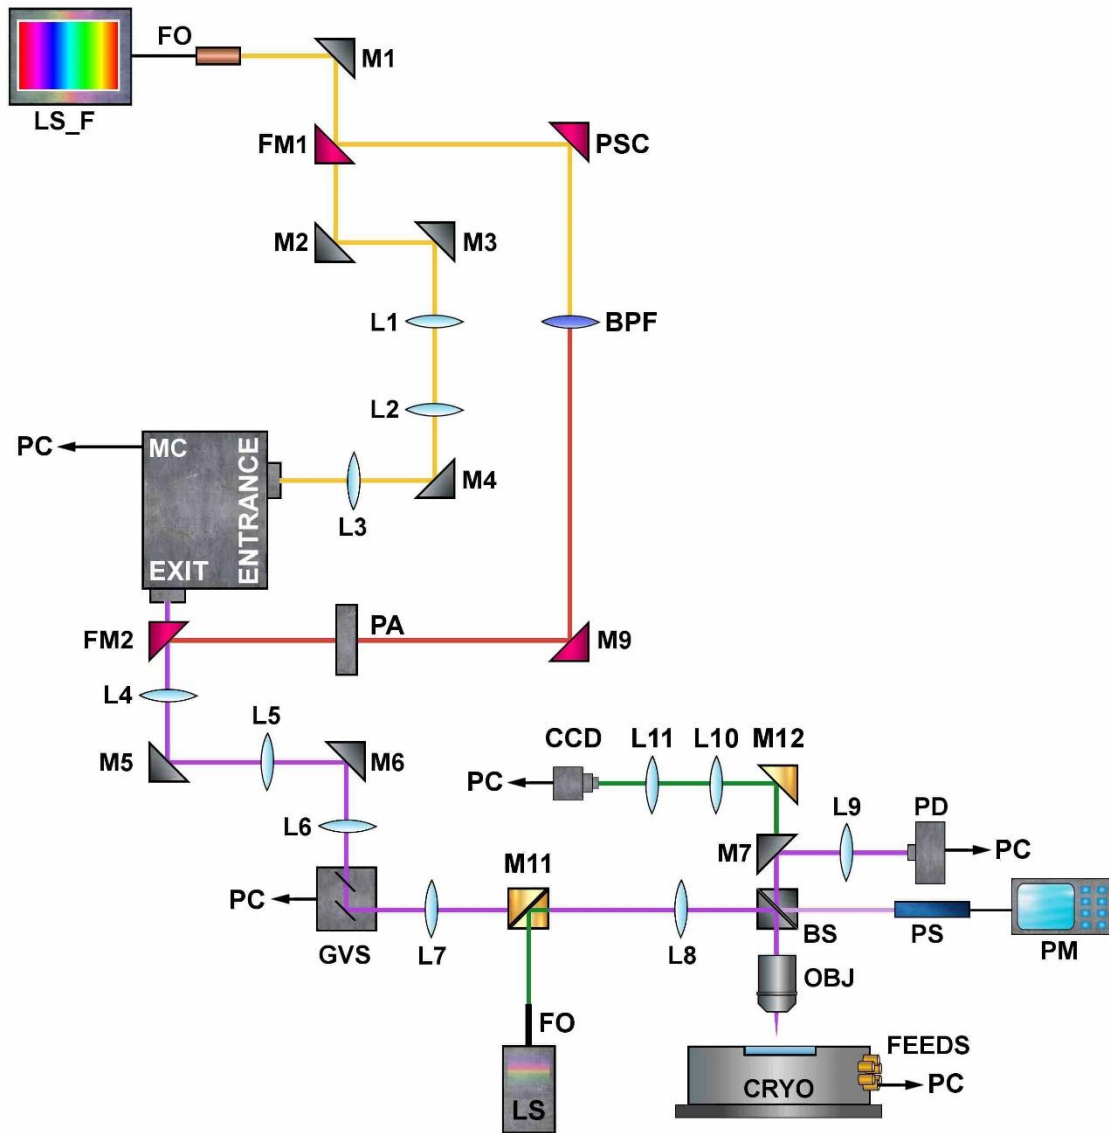 FO
M1
LS_F
FM1
PSC
M2
M3
L1
BPF
L2
PC
MC
ENTRANCE
M4
L3
EXIT
PA
FM2
M9
L4
L5
CCD
L11
L10
M12
M5
M6
PC
L9
PD
L6
M7
PC
M11
PC
GVS
L7
L8
BS
PS
PM
OBJ
FO
FEEDS
CRYO
PC
LS